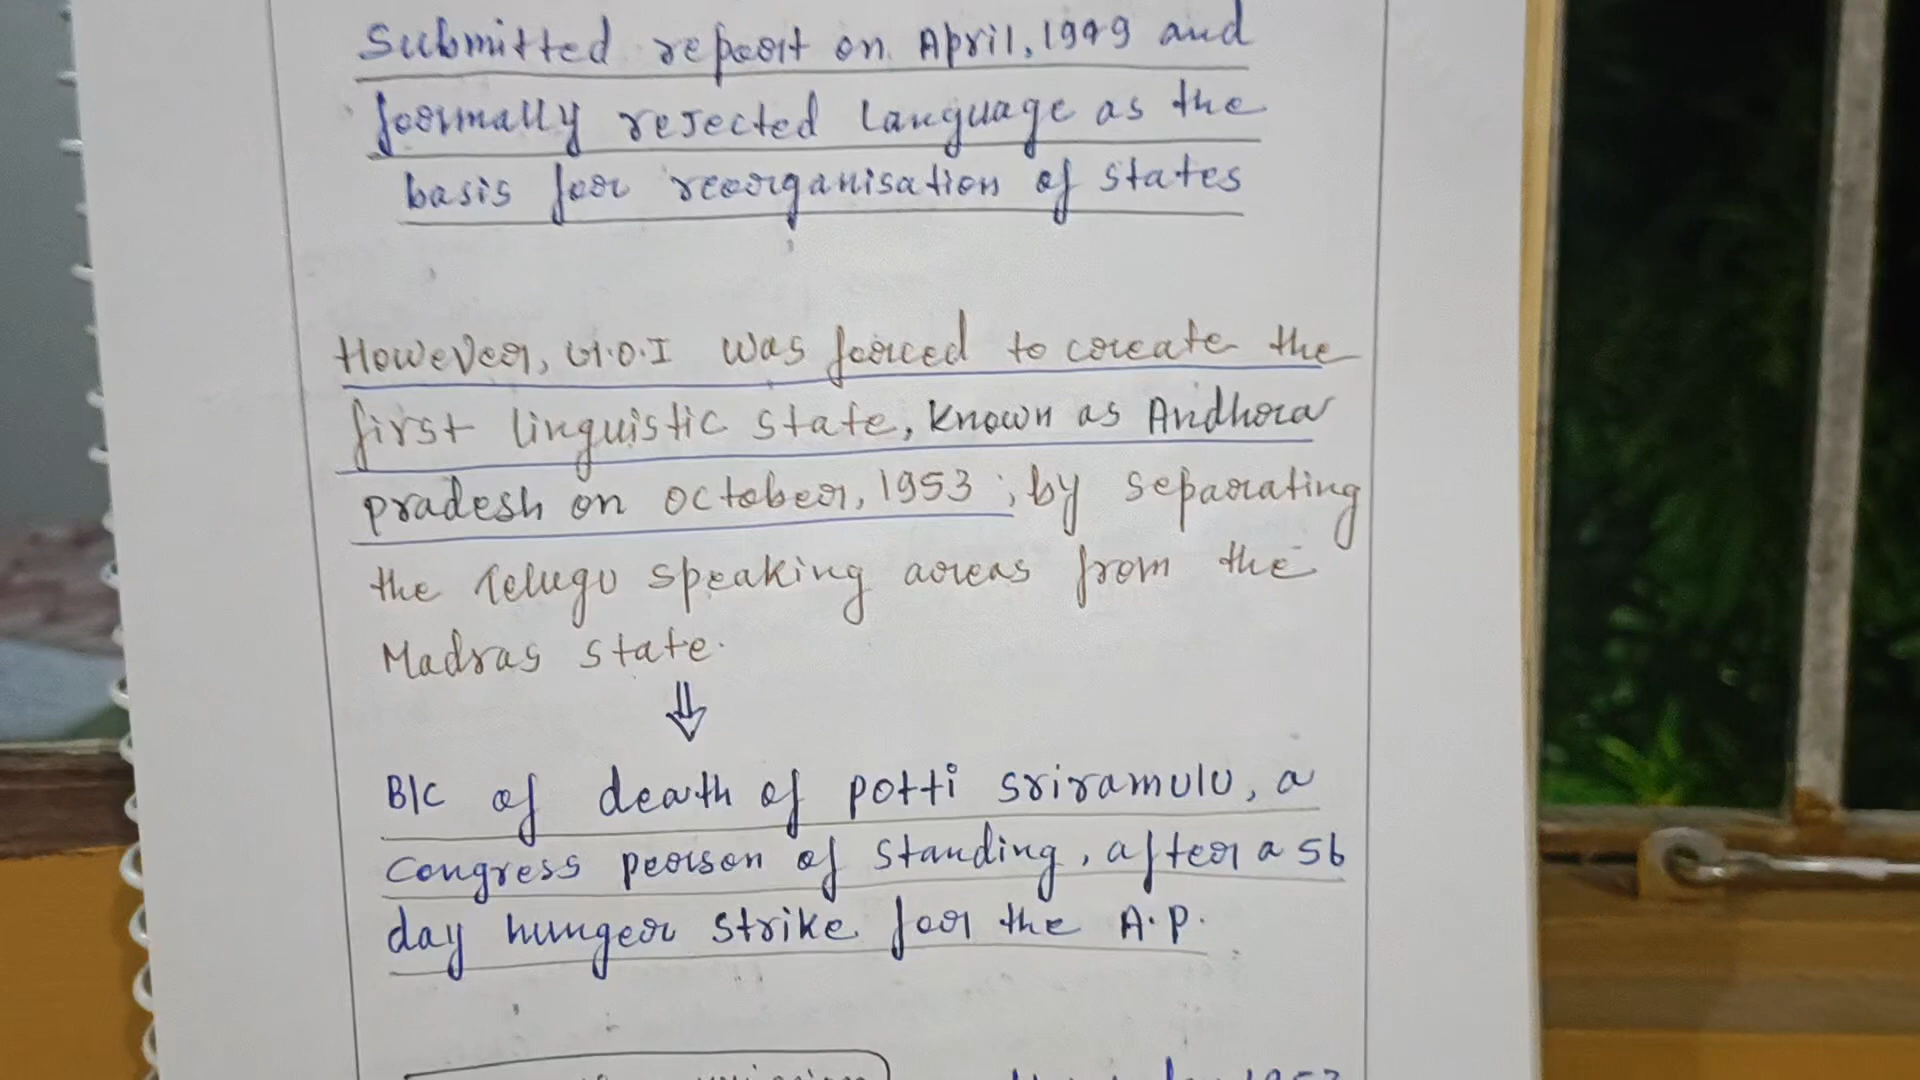 Submitted report on April, 1949 and
formally rejected language as the
basis for reorganisation of states
However, G.O.I was forced to create the
first linguistic state, known as Andhra
pradesh on october, 1953; by separating
the Telugu speaking areas from the
Madras state.
⇓
B/C of death of potti sriramulu, a
Congress person of standing, after a 56
day hunger strike for the A.P.
1953